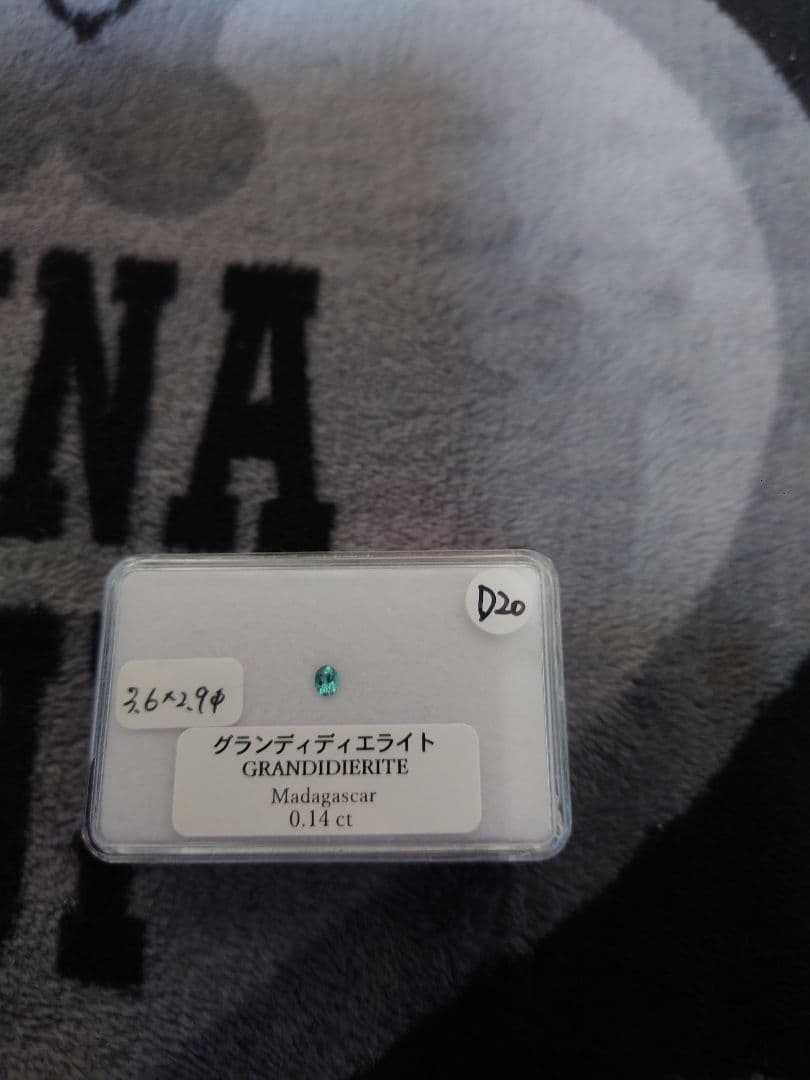 NA
D20
3.6×2.9φ
グランディディエライト
GRANDIDIERITE
Madagascar
0.14 ct